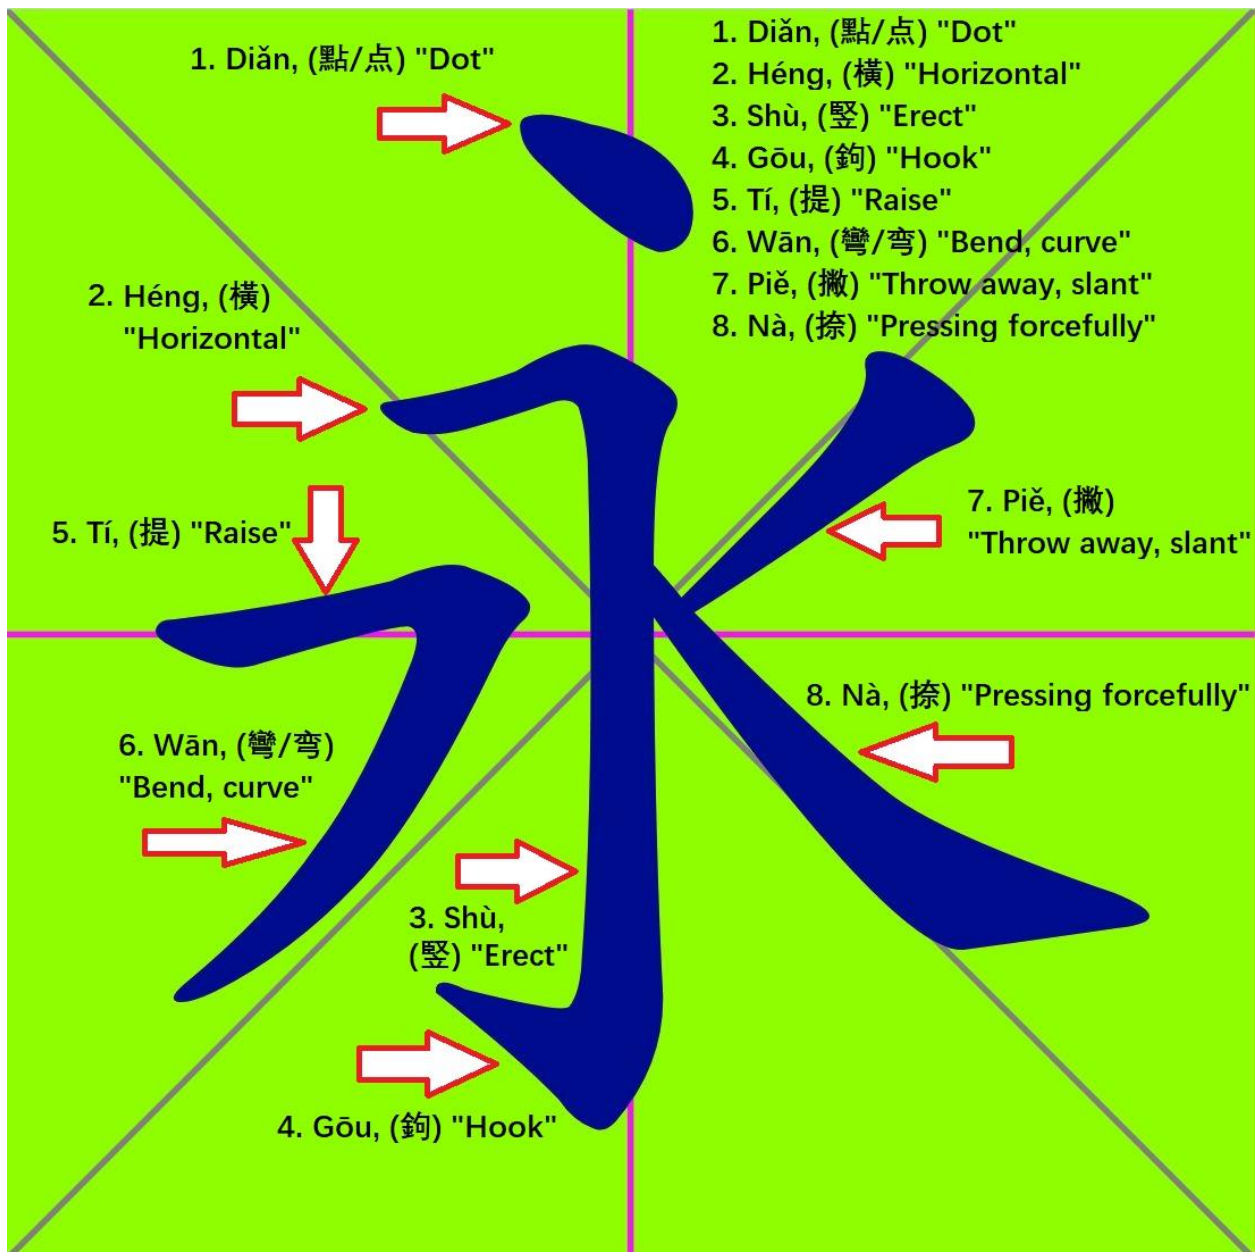 1. Diǎn, (點/点) "Dot"
1. Diǎn, (點/点) "Dot"
2. Héng, (橫) "Horizontal"
3. Shù, (竪) "Erect"
4. Gōu, (鉤) "Hook"
5. Tí, (提) "Raise"
6. Wān, (彎/弯) "Bend, curve"
7. Piě, (撇) "Throw away, slant"
8. Nà, (捺) "Pressing forcefully"
2. Héng, (橫)
"Horizontal"
5. Tí, (提) "Raise"
7. Piě, (撇)
"Throw away, slant"
8. Nà, (捺) "Pressing forcefully"
6. Wān, (彎/弯)
"Bend, curve"
3. Shù,
(竪) "Erect"
4. Gōu, (鉤) "Hook"
永